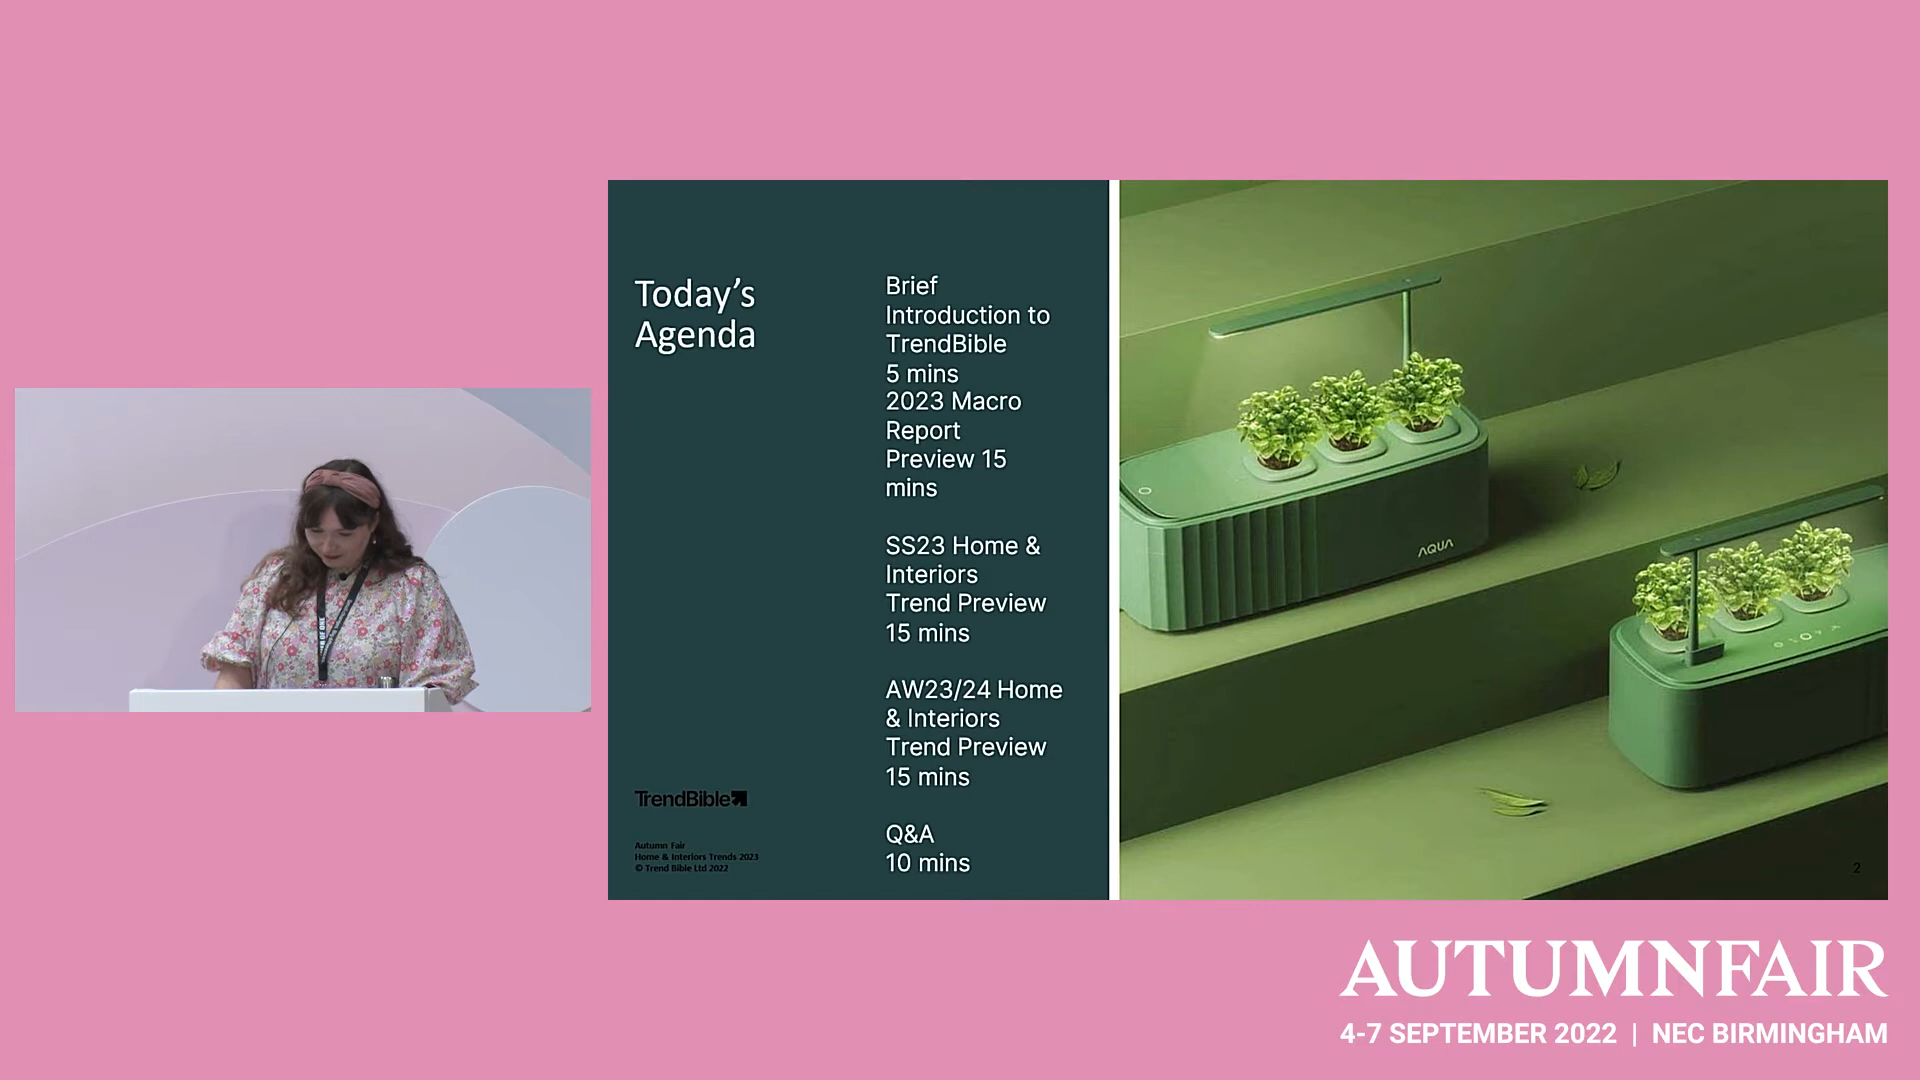 Today’s
Agenda
Brief
Introduction to
TrendBible
5 mins
2023 Macro
Report
Preview 15
mins
SS23 Home &
Interiors
Trend Preview
15 mins
AW23/24 Home
& Interiors
Trend Preview
15 mins
Q&A
10 mins
TrendBible
Autumn Fair
Home & Interiors Trends 2023
© Trend Bible Ltd 2022
AQUA
2
AUTUMNFAIR
4-7 SEPTEMBER 2022 | NEC BIRMINGHAM